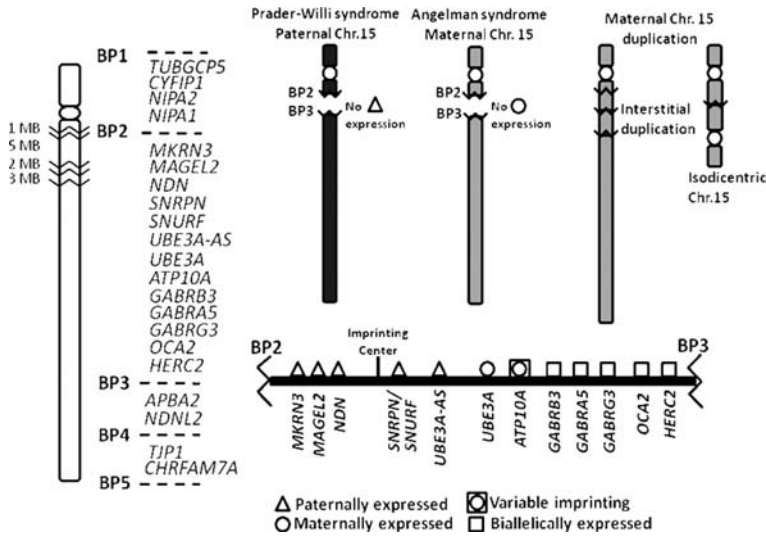 BP1
TUBGCP5
CYFIP1
NIPA2
NIPA1
BP2
MKRN3
MAGEL2
NDN
SNRPN
SNURF
UBE3A-AS
UBE3A
ATP10A
GABRB3
GABRA5
GABRG3
OCA2
HERC2
BP3
APBA2
NDNL2
BP4
TJP1
CHRFAM7A
BP5
1 MB
5 MB
2 MB
3 MB
Prader-Willi syndrome
Paternal Chr.15
BP2
BP3
No
expression
Angelman syndrome
Maternal Chr. 15
BP2
BP3
No
expression
Maternal Chr. 15
duplication
Interstitial
duplication
Isodicentric
Chr.15
BP2
Imprinting
Center
BP3
MKRN3
MAGEL2
NDN
SNRPN/
SNURF
UBE3A-AS
UBE3A
ATP10A
GABRB3
GABRA5
GABRG3
OCA2
HERC2
Paternally expressed
Variable imprinting
Maternally expressed
Biallelically expressed